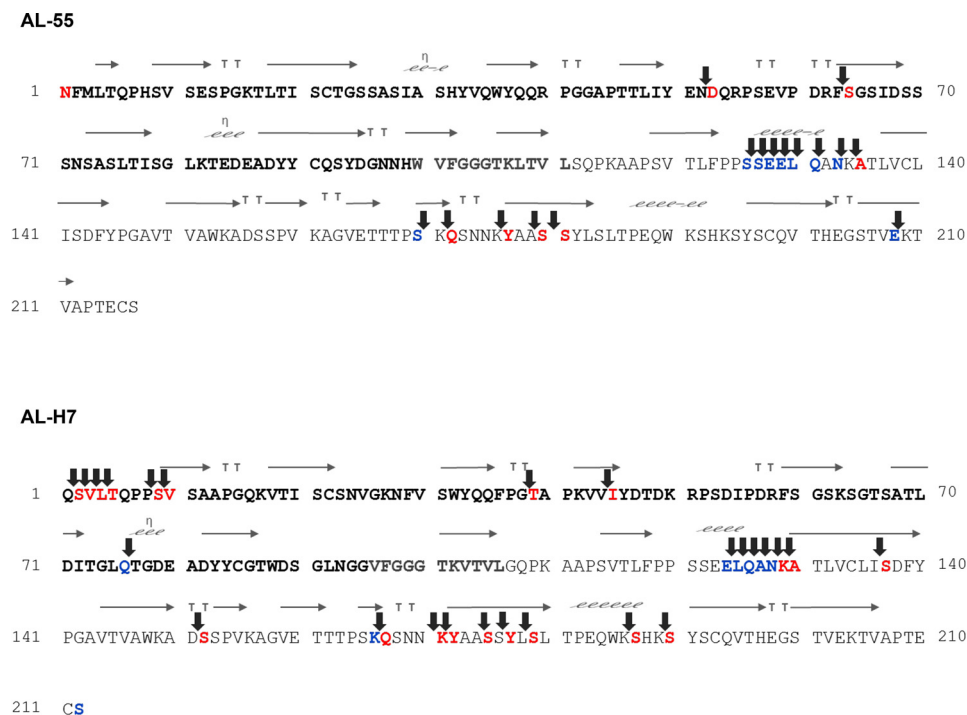 AL-55
η
T T T T T T T T
1 NFMLTQPHSV SESPGKTLTI SCTGSSASIA SHYVQWYQQR PGGAPTTLIY ENDQRPSEVP DRFSGSIDSS 70
η T T
71 SNSASLTISG LKTEDEADYY CQSYDGNNHW VFGGGTKLTV LSQPKAAPSV TLFPPSSEEL QANKATLVCL 140
T T T T T T T T
141 ISDFYPGAVT VAWKADSSPV KAGVETTTPS KQSNNKYAAS SYLSLTPEQW KSHKSYSCQV THEGSTVEKT 210
211 VAPTECS
AL-H7
T T T T
1 QSVLTQPPSV SAAPGQKVTI SCSNVGKNFV SWYQQFPGTA PKVVIYDTDK RPSDIPDRFS GSKSGTSATL 70
η
71 DITGLQTGDE ADYYCGTWDS GLNGGVFGGG TKVTVLGQPK AAPSVTLFPP SSEELQANKA TLVCLISDFY 140
T T T T T T
141 PGAVTVAWKA DSSPVKAGVE TTTPSKQSNN KYAASSYLSL TPEQWKSHKS YSCQVTHEGS TVEKTVAPTE 210
211 CS